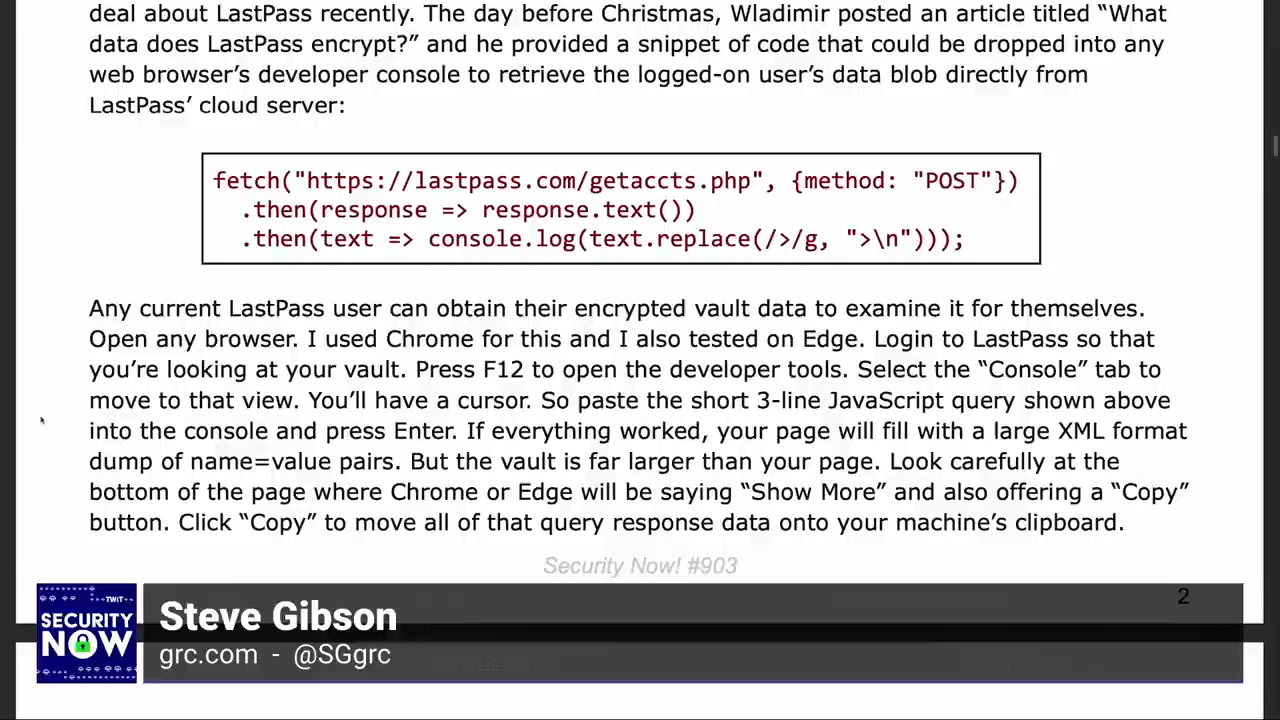 deal about LastPass recently. The day before Christmas, Wladimir posted an article titled “What
data does LastPass encrypt?” and he provided a snippet of code that could be dropped into any
web browser’s developer console to retrieve the logged-on user’s data blob directly from
LastPass’ cloud server:
fetch("https://lastpass.com/getaccts.php", {method: "POST"})
.then(response => response.text())
.then(text => console.log(text.replace(/>/g, ">\n")));
Any current LastPass user can obtain their encrypted vault data to examine it for themselves.
Open any browser. I used Chrome for this and I also tested on Edge. Login to LastPass so that
you’re looking at your vault. Press F12 to open the developer tools. Select the “Console” tab to
move to that view. You’ll have a cursor. So paste the short 3-line JavaScript query shown above
into the console and press Enter. If everything worked, your page will fill with a large XML format
dump of name=value pairs. But the vault is far larger than your page. Look carefully at the
bottom of the page where Chrome or Edge will be saying “Show More” and also offering a “Copy”
button. Click “Copy” to move all of that query response data onto your machine’s clipboard.
Security Now! #903
2
TWiT
SECURITY
NOW
Steve Gibson
grc.com - @SGgrc